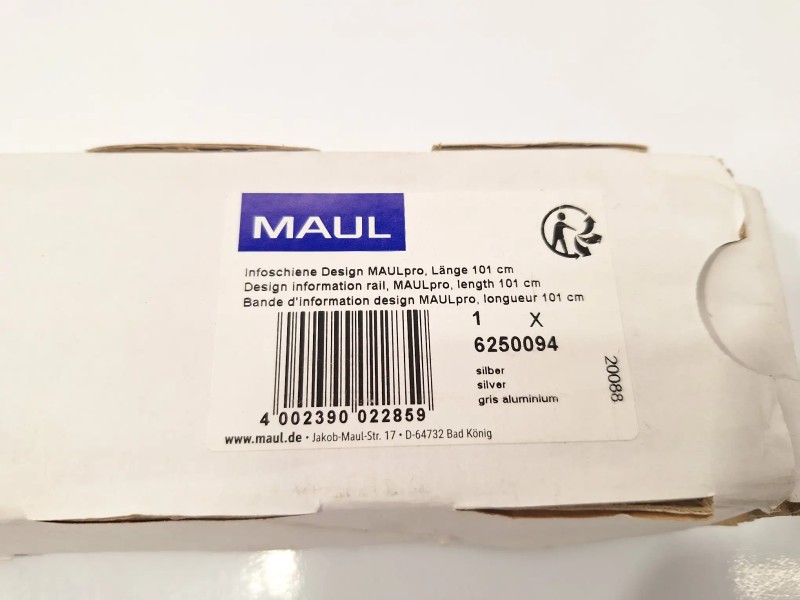 MAUL
Infoschiene Design MAULpro, Länge 101 cm
Design information rail, MAULpro, length 101 cm
Bande d'information design MAULpro, longueur 101 cm
1 X
6250094
silber
silver
gris aluminium
20088
4 002390 022859
www.maul.de • Jakob-Maul-Str. 17 • D-64732 Bad König